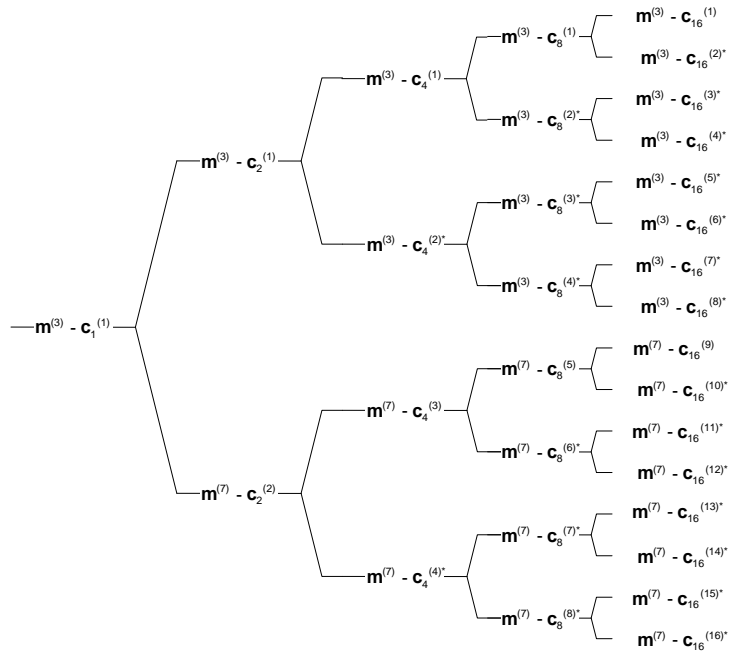 m(3) - c16(1)
m(3) - c8(1)
m(3) - c16(2)*
m(3) - c4(1)
m(3) - c16(3)*
m(3) - c8(2)*
m(3) - c16(4)*
m(3) - c2(1)
m(3) - c16(5)*
m(3) - c8(3)*
m(3) - c16(6)*
m(3) - c4(2)*
m(3) - c16(7)*
m(3) - c8(4)*
m(3) - c16(8)*
m(3) - c1(1)
m(7) - c16(9)
m(7) - c8(5)
m(7) - c16(10)*
m(7) - c4(3)
m(7) - c16(11)*
m(7) - c8(6)*
m(7) - c16(12)*
m(7) - c2(2)
m(7) - c16(13)*
m(7) - c8(7)*
m(7) - c16(14)*
m(7) - c4(4)*
m(7) - c16(15)*
m(7) - c8(8)*
m(7) - c16(16)*